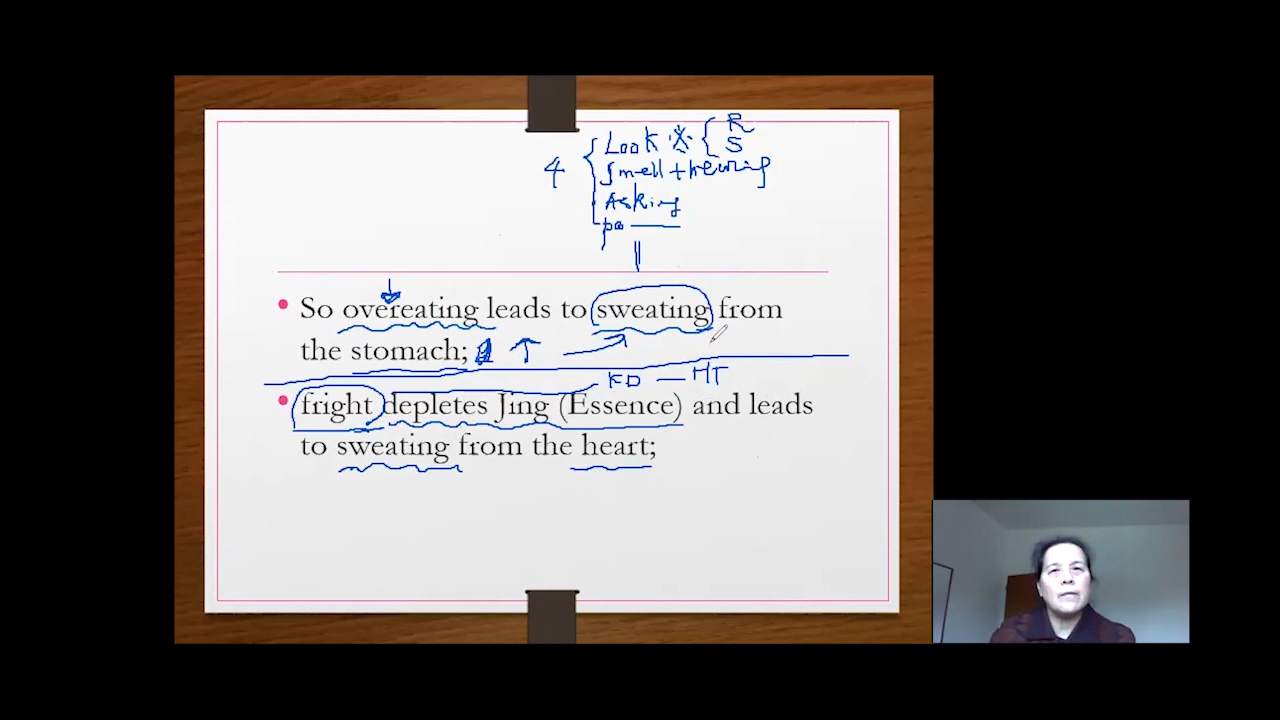 Look ※ { R
S
4 { Smell + hearing
Asking
pa
• So overeating leads to sweating from
the stomach; ↑
KD — HT
• fright depletes Jing (Essence) and leads
to sweating from the heart;